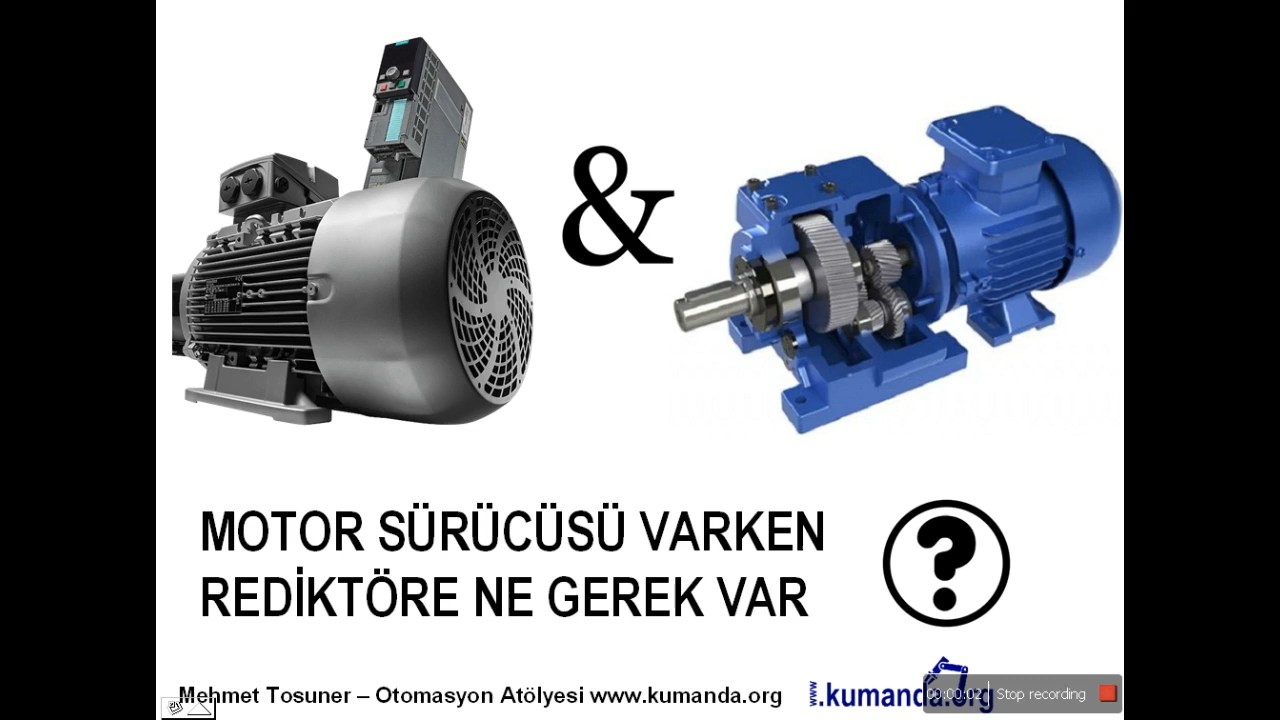 &
MOTOR SÜRÜCÜSÜ VARKEN
REDİKTÖRE NE GEREK VAR
?
Mehmet Tosuner – Otomasyon Atölyesi www.kumanda.org
www.kumanda.org
00:00:02 Stop recording